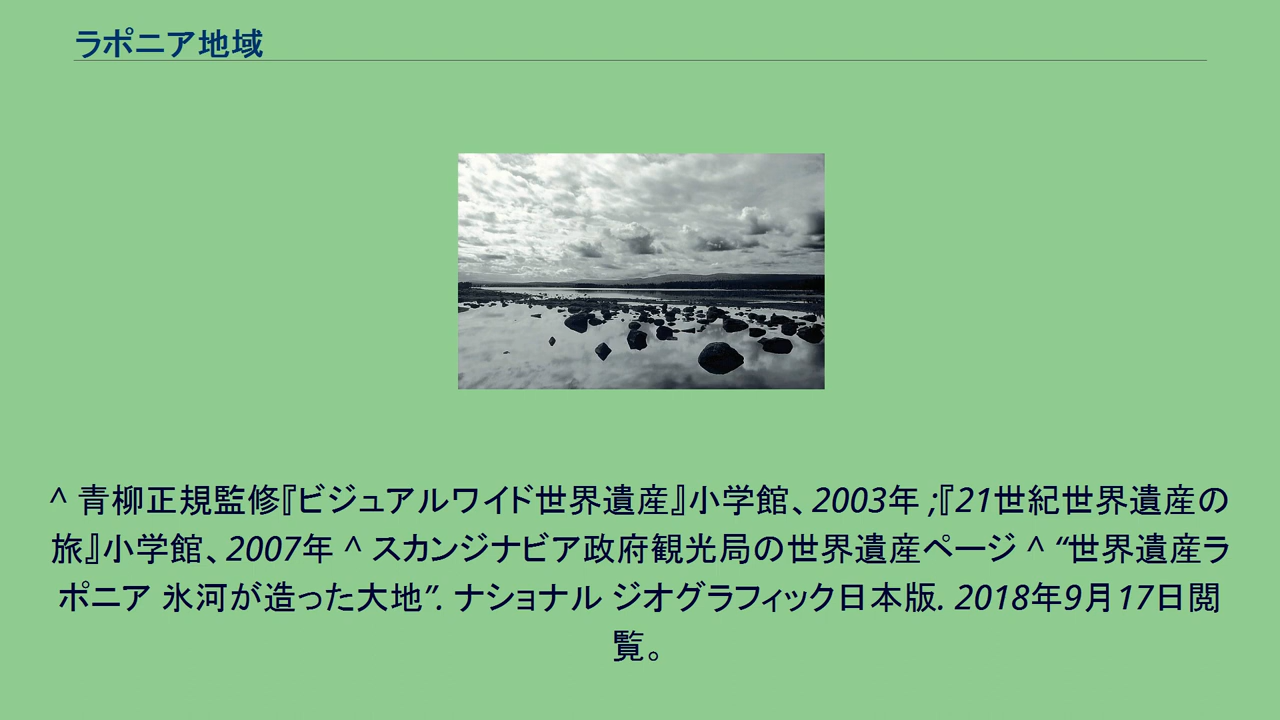 ラポニア地域
^ 青柳正規監修『ビジュアルワイド世界遺産』小学館、2003年 ;『21世紀世界遺産の
旅』小学館、2007年 ^ スカンジナビア政府観光局の世界遺産ページ ^ “世界遺産ラ
ポニア 氷河が造った大地”. ナショナル ジオグラフィック日本版. 2018年9月17日閲
覧。